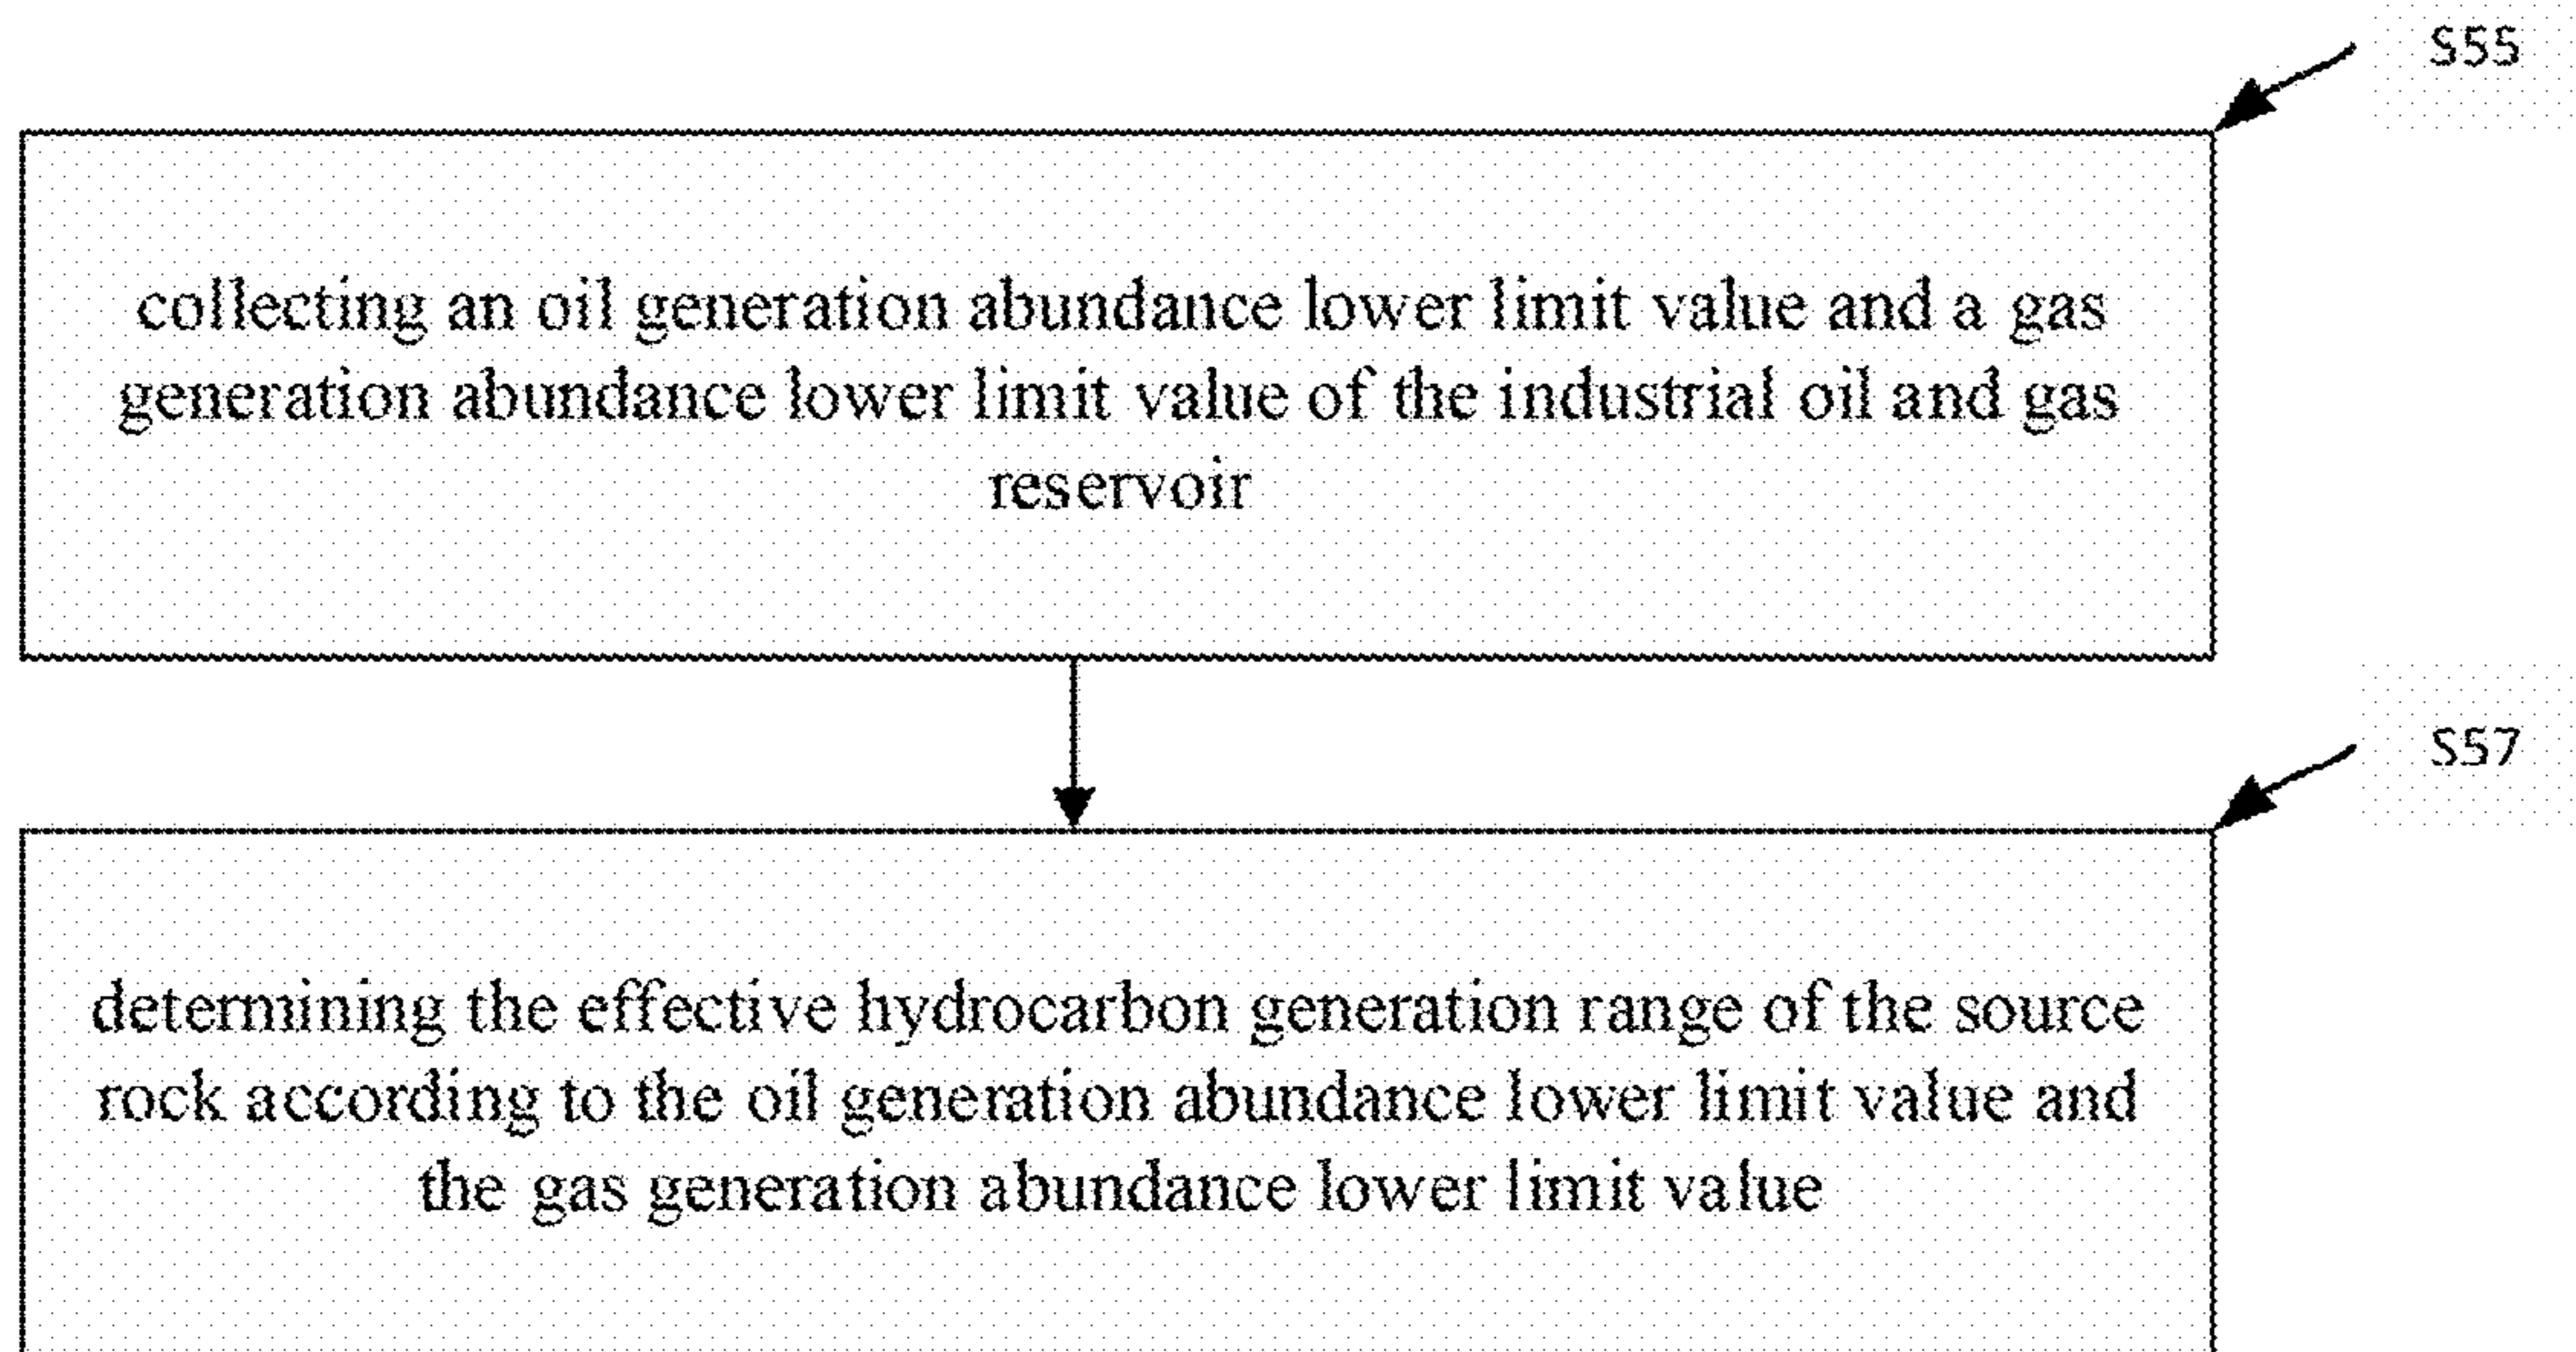 S55
collecting an oil generation abundance lower limit value and a gas
generation abundance lower limit value of the industrial oil and gas
reservoir
S57
determining the effective hydrocarbon generation range of the source
rock according to the oil generation abundance lower limit value and
the gas generation abundance lower limit value